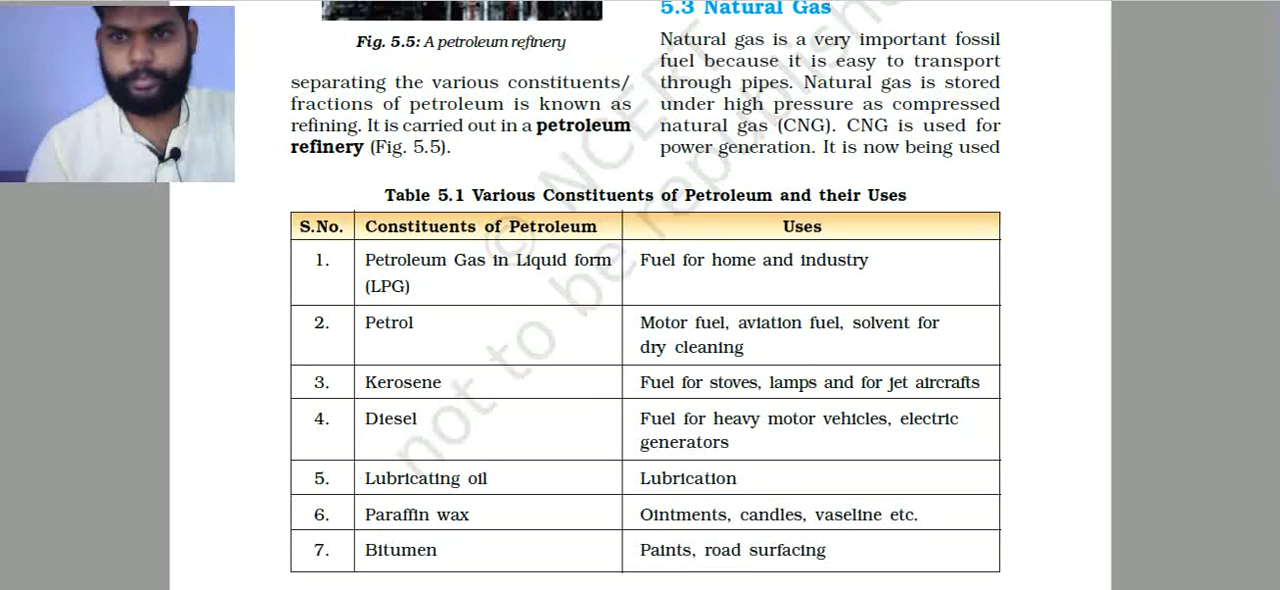 5.3 Natural Gas
Fig. 5.5: A petroleum refinery
separating the various constituents/
fractions of petroleum is known as
refining. It is carried out in a petroleum
refinery (Fig. 5.5).
Natural gas is a very important fossil
fuel because it is easy to transport
through pipes. Natural gas is stored
under high pressure as compressed
natural gas (CNG). CNG is used for
power generation. It is now being used
Table 5.1 Various Constituents of Petroleum and their Uses
S.No. Constituents of Petroleum Uses
1. Petroleum Gas in Liquid form Fuel for home and industry
(LPG)
2. Petrol Motor fuel, aviation fuel, solvent for
dry cleaning
3. Kerosene Fuel for stoves, lamps and for jet aircrafts
4. Diesel Fuel for heavy motor vehicles, electric
generators
5. Lubricating oil Lubrication
6. Paraffin wax Ointments, candles, vaseline etc.
7. Bitumen Paints, road surfacing
© NCERT
not to be republished